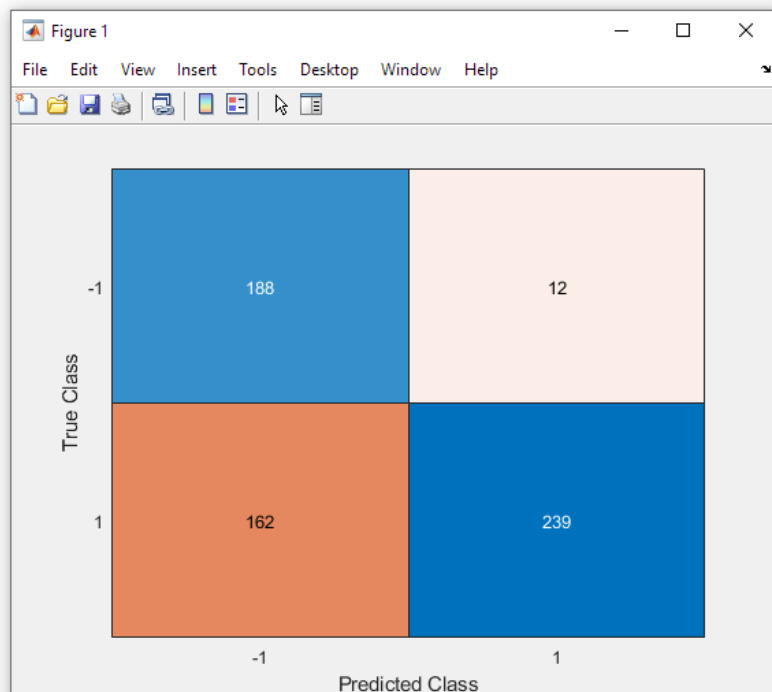 Figure 1
File Edit View Insert Tools Desktop Window Help
-1 188 12
True Class
1 162 239
-1 1
Predicted Class